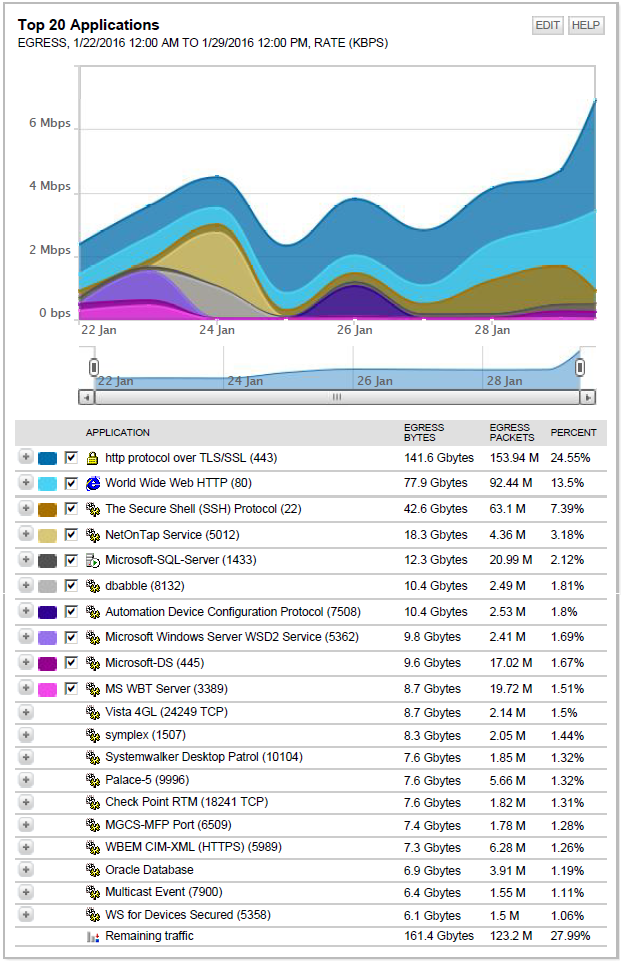 Top 20 Applications
EDIT HELP
EGRESS, 1/22/2016 12:00 AM TO 1/29/2016 12:00 PM, RATE (KBPS)
6 Mbps
4 Mbps
2 Mbps
0 bps
22 Jan 24 Jan 26 Jan 28 Jan
22 Jan 24 Jan 26 Jan 28 Jan
APPLICATION EGRESS BYTES EGRESS PACKETS PERCENT
http protocol over TLS/SSL (443) 141.6 Gbytes 153.94 M 24.55%
World Wide Web HTTP (80) 77.9 Gbytes 92.44 M 13.5%
The Secure Shell (SSH) Protocol (22) 42.6 Gbytes 63.1 M 7.39%
NetOnTap Service (5012) 18.3 Gbytes 4.36 M 3.18%
Microsoft-SQL-Server (1433) 12.3 Gbytes 20.99 M 2.12%
dbabble (8132) 10.4 Gbytes 2.49 M 1.81%
Automation Device Configuration Protocol (7508) 10.4 Gbytes 2.53 M 1.8%
Microsoft Windows Server WSD2 Service (5362) 9.8 Gbytes 2.41 M 1.69%
Microsoft-DS (445) 9.6 Gbytes 17.02 M 1.67%
MS WBT Server (3389) 8.7 Gbytes 19.72 M 1.51%
Vista 4GL (24249 TCP) 8.7 Gbytes 2.14 M 1.5%
symplex (1507) 8.3 Gbytes 2.05 M 1.44%
Systemwalker Desktop Patrol (10104) 7.6 Gbytes 1.85 M 1.32%
Palace-5 (9996) 7.6 Gbytes 5.66 M 1.32%
Check Point RTM (18241 TCP) 7.6 Gbytes 1.82 M 1.31%
MGCS-MFP Port (6509) 7.4 Gbytes 1.78 M 1.28%
WBEM CIM-XML (HTTPS) (5989) 7.3 Gbytes 6.28 M 1.26%
Oracle Database 6.9 Gbytes 3.91 M 1.19%
Multicast Event (7900) 6.4 Gbytes 1.55 M 1.11%
WS for Devices Secured (5358) 6.1 Gbytes 1.5 M 1.06%
Remaining traffic 161.4 Gbytes 123.2 M 27.99%